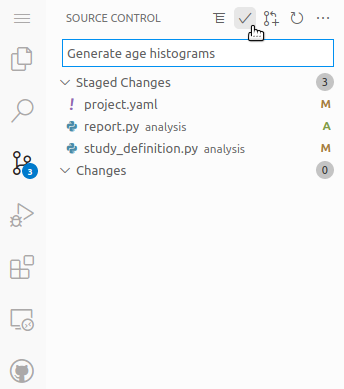 SOURCE CONTROL
Generate age histograms
Staged Changes 3
! project.yaml M
report.py analysis A
study_definition.py analysis M
Changes 0
3